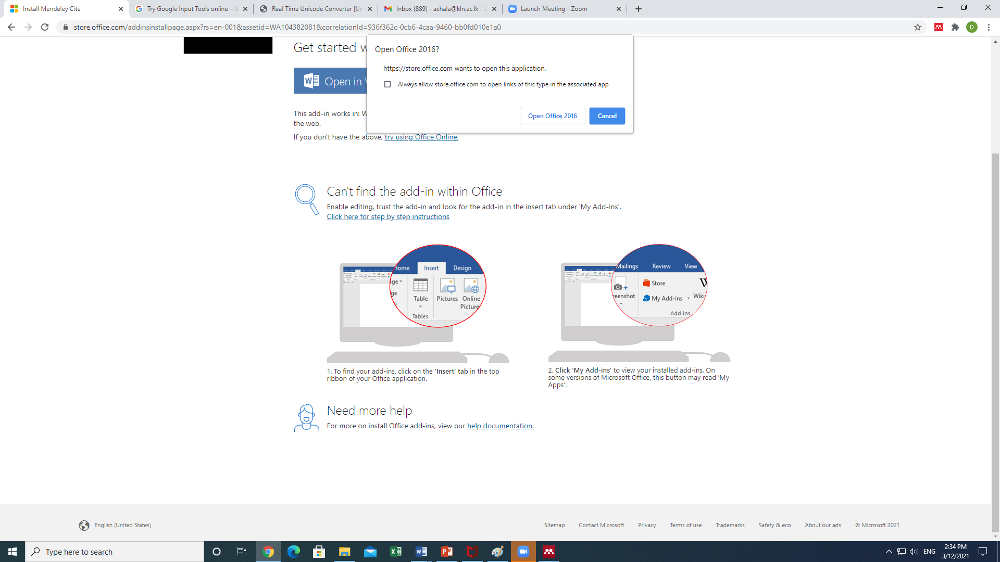 Install Mendeley Cite
Try Google Input Tools online –
Real Time Unicode Converter [Un
Inbox (889) - achala@kln.ac.lk -
Launch Meeting - Zoom
store.office.com/addinsinstallpage.aspx?rs=en-001&assetid=WA104382081&correlationId=936f362c-0cb6-4caa-9460-bb0fd010e1a0
D
Get started w
Open in W
This add-in works in: W
the web.
If you don't have the above, try using Office Online.
Open Office 2016?
https://store.office.com wants to open this application.
Always allow store.office.com to open links of this type in the associated app
Open Office 2016
Cancel
Can't find the add-in within Office
Enable editing, trust the add-in and look for the add-in in the insert tab under 'My Add-ins'.
Click here for step by step instructions
Home Insert Design
age
ge
k
Table
Pictures
Online
Picture
Tables
Mailings Review View
Store
My Add-ins
reenshot
Wiki
Add-ins
1. To find your add-ins, click on the 'Insert' tab in the top
ribbon of your Office application.
2. Click 'My Add-ins' to view your installed add-ins. On
some versions of Microsoft Office, this button may read 'My
Apps'.
Need more help
For more on install Office add-ins, view our help documentation.
English (United States)
Sitemap
Contact Microsoft
Privacy
Terms of use
Trademarks
Safety & eco
About our ads
© Microsoft 2021
Type here to search
ENG
2:34 PM
3/12/2021